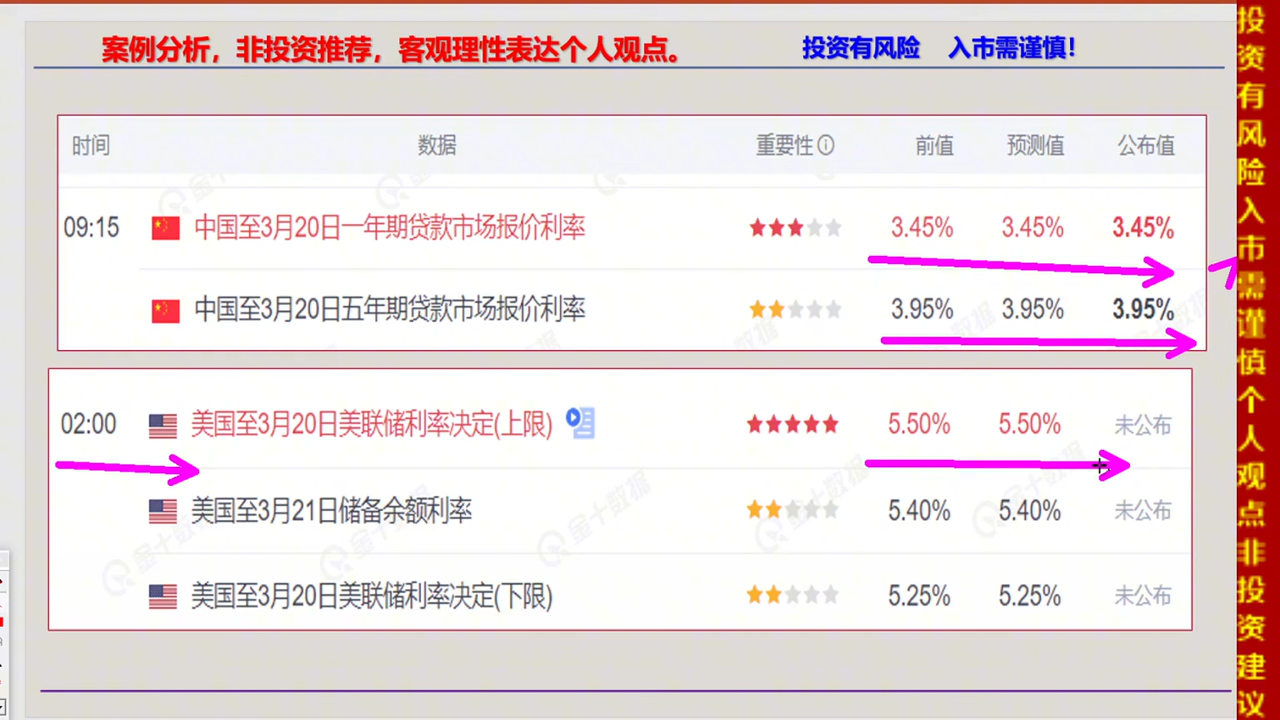 案例分析，非投资推荐，客观理性表达个人观点。
投资有风险 入市需谨慎！
时间 数据 重要性 前值 预测值 公布值
09:15 中国至3月20日一年期贷款市场报价利率 3.45% 3.45% 3.45%
中国至3月20日五年期贷款市场报价利率 3.95% 3.95% 3.95%
02:00 美国至3月20日美联储利率决定(上限) 5.50% 5.50% 未公布
美国至3月21日储备余额利率 5.40% 5.40% 未公布
美国至3月20日美联储利率决定(下限) 5.25% 5.25% 未公布
金十数据
投资有风险入市需谨慎个人观点非投资建议